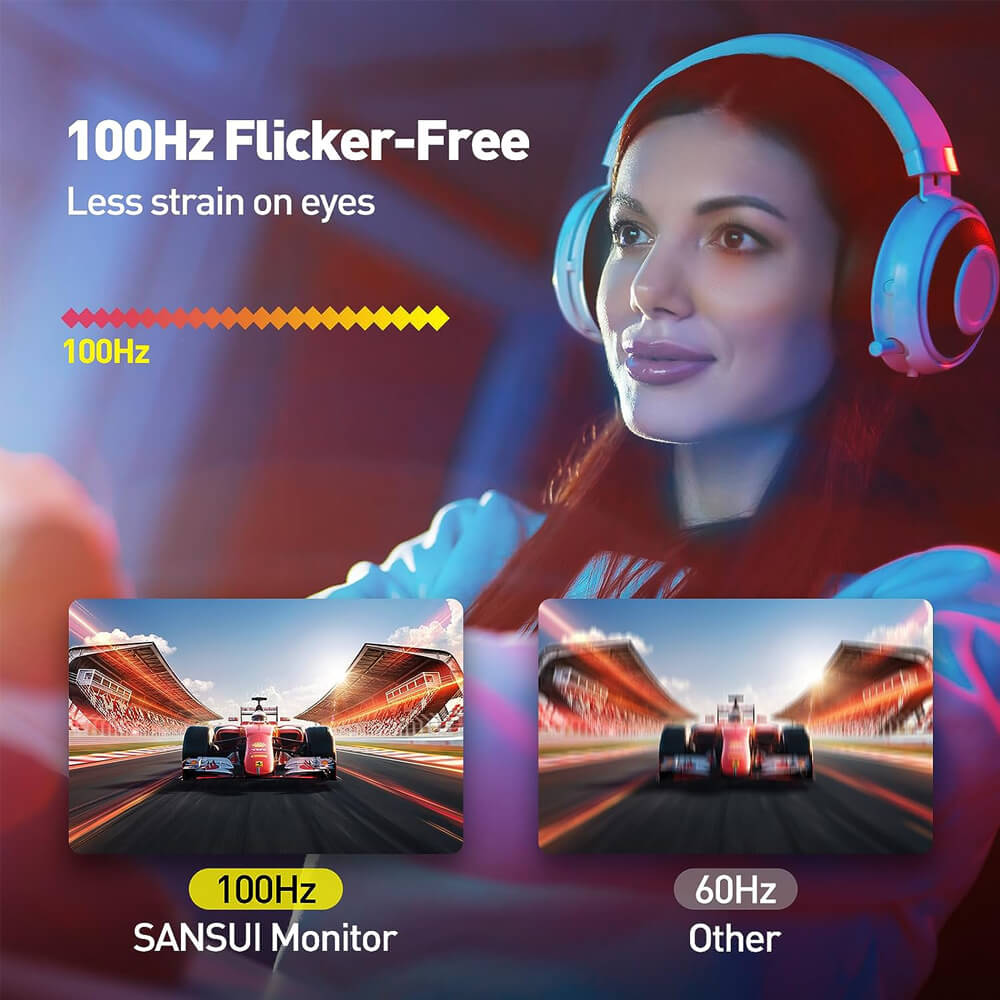 100Hz Flicker-Free
Less strain on eyes
100Hz
100Hz
SANSUI Monitor
60Hz
Other